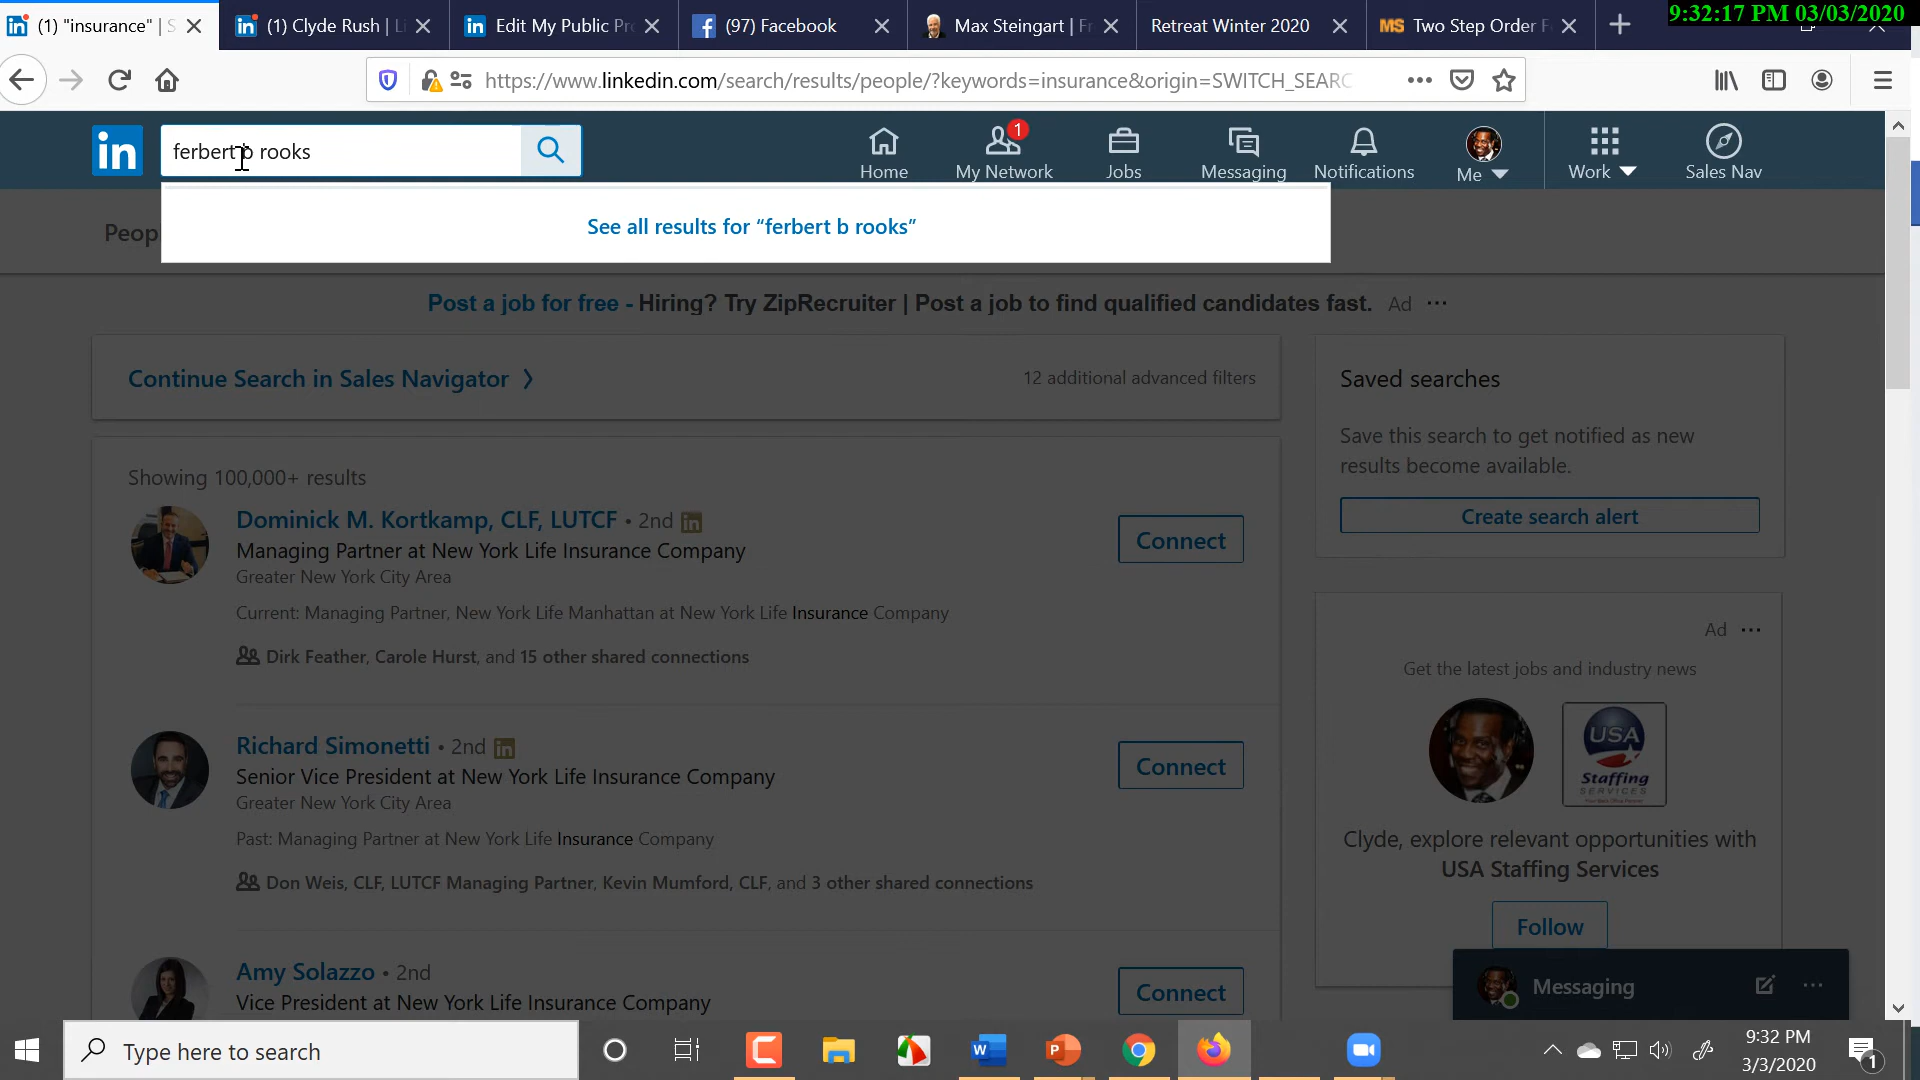 9:32:17 PM 03/03/2020
(1) "insurance" | S
(1) Clyde Rush | Li
Edit My Public Pro
(97) Facebook
Max Steingart | Fr
Retreat Winter 2020
MS Two Step Order F
https://www.linkedin.com/search/results/people/?keywords=insurance&origin=SWITCH_SEARC
in
ferbert b rooks
Home
My Network
1
Jobs
Messaging
Notifications
Me
Work
Sales Nav
See all results for “ferbert b rooks”
Peop
Post a job for free - Hiring? Try ZipRecruiter | Post a job to find qualified candidates fast. Ad
Continue Search in Sales Navigator
12 additional advanced filters
Showing 100,000+ results
Dominick M. Kortkamp, CLF, LUTCF • 2nd in
Managing Partner at New York Life Insurance Company
Greater New York City Area
Current: Managing Partner, New York Life Manhattan at New York Life Insurance Company
Dirk Feather, Carole Hurst, and 15 other shared connections
Connect
Richard Simonetti • 2nd in
Senior Vice President at New York Life Insurance Company
Greater New York City Area
Past: Managing Partner at New York Life Insurance Company
Don Weis, CLF, LUTCF Managing Partner, Kevin Mumford, CLF, and 3 other shared connections
Connect
Amy Solazzo • 2nd
Vice President at New York Life Insurance Company
Connect
Saved searches
Save this search to get notified as new
results become available.
Create search alert
Ad
Get the latest jobs and industry news
USA
Staffing
SERVICES
Clyde, explore relevant opportunities with
USA Staffing Services
Follow
Messaging
Type here to search
9:32 PM
3/3/2020
1